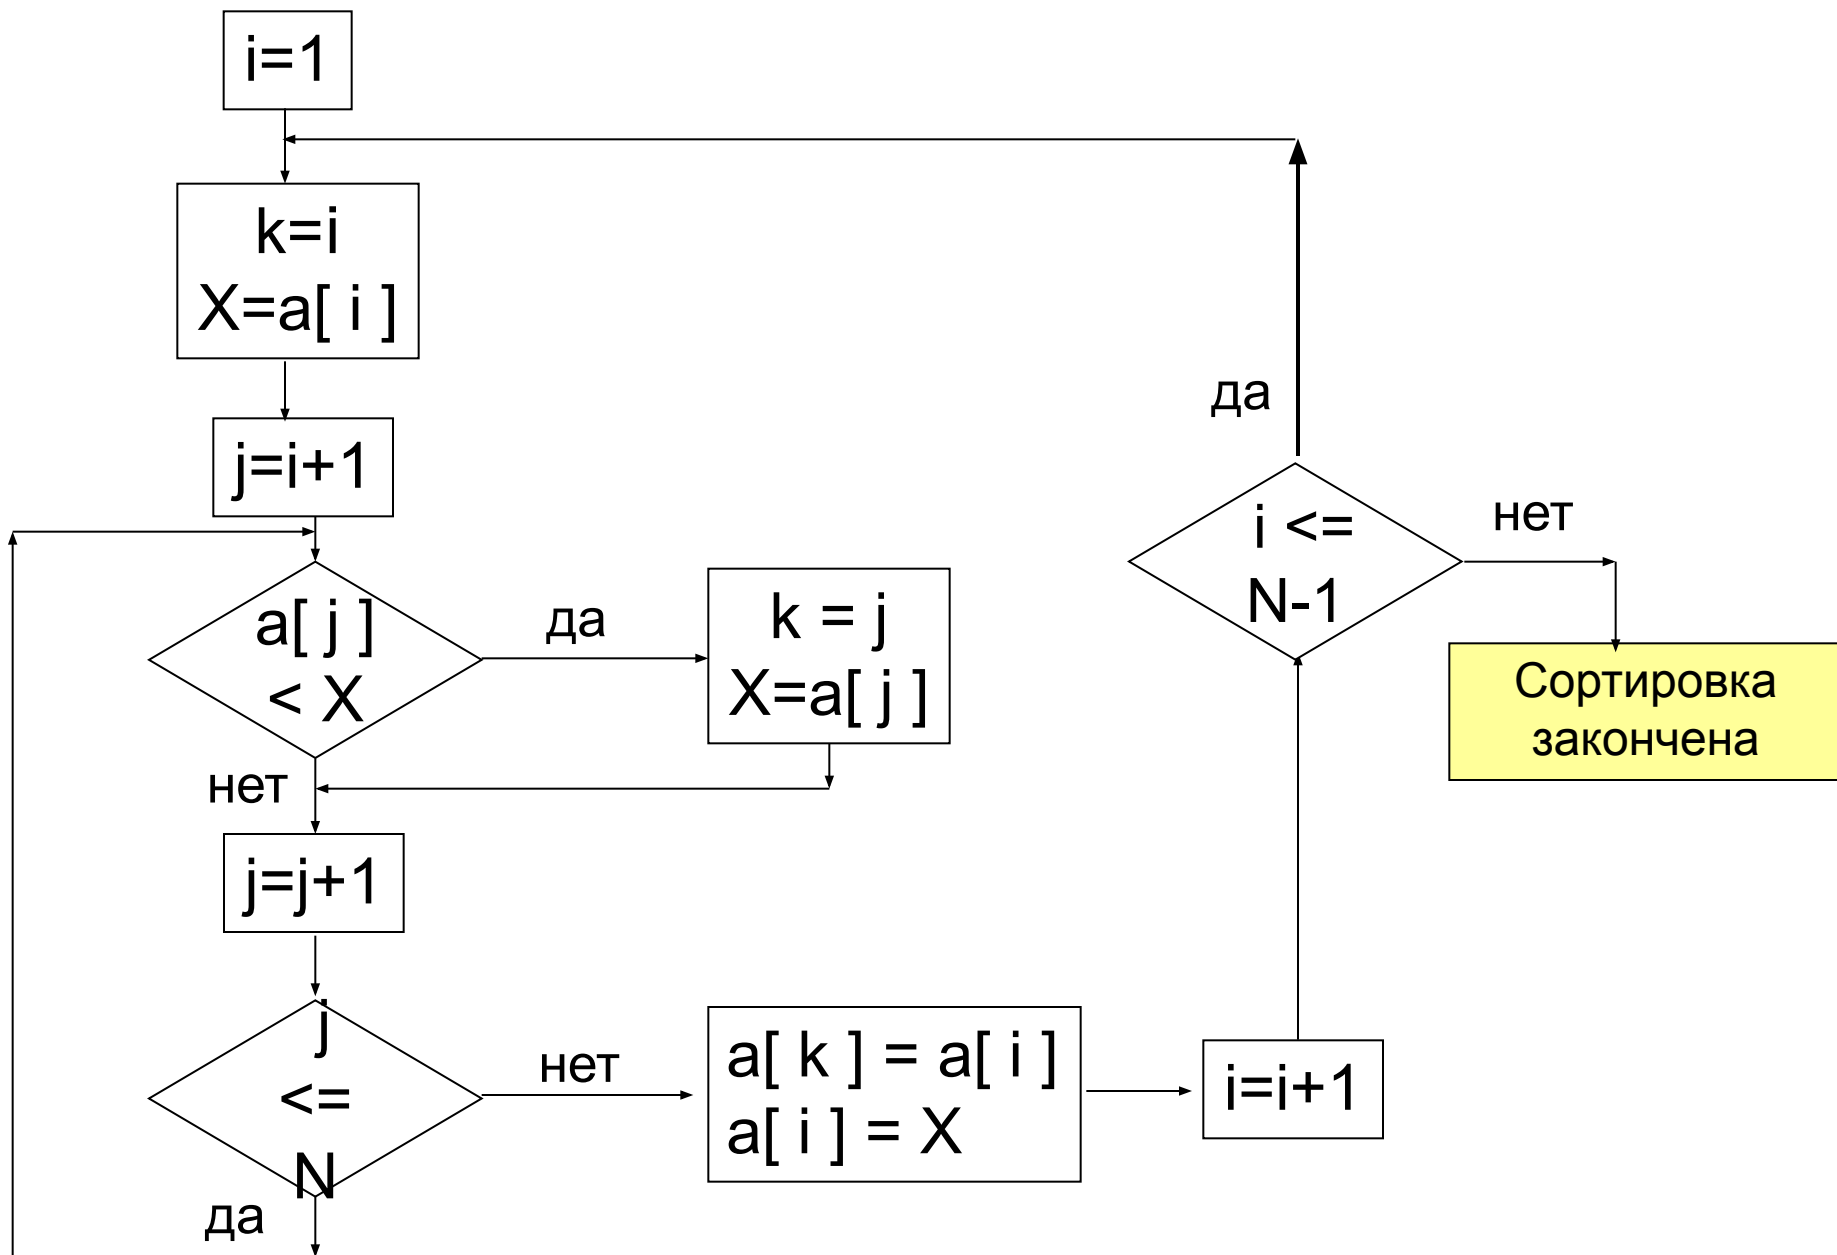 i=1
k=i
X=a[ i ]
j=i+1
a[ j ]
< X
да
k = j
X=a[ j ]
нет
j=j+1
j
<=
N
да
нет
a[ k ] = a[ i ]
a[ i ] = X
i=i+1
i <=
N-1
да
нет
Сортировка
закончена